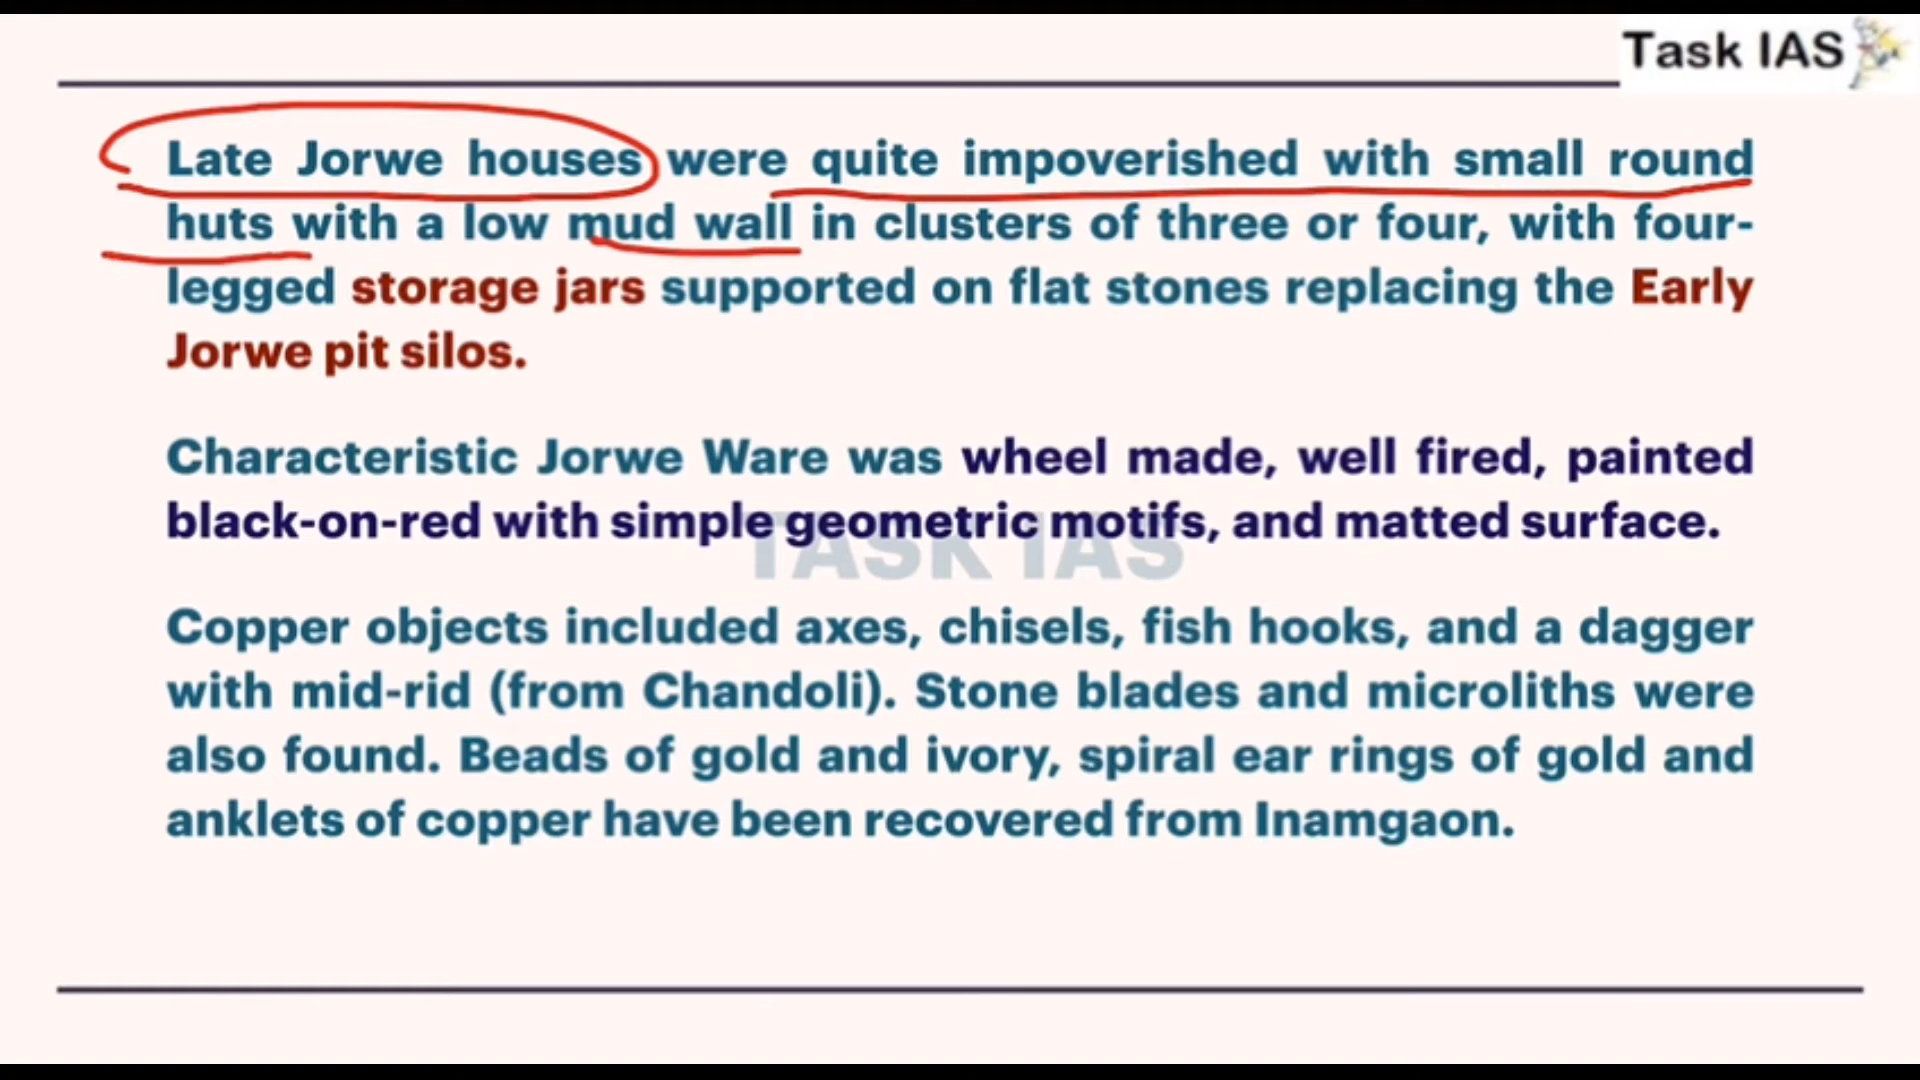 Task IAS
Late Jorwe houses were quite impoverished with small round
huts with a low mud wall in clusters of three or four, with four-
legged storage jars supported on flat stones replacing the Early
Jorwe pit silos.
Characteristic Jorwe Ware was wheel made, well fired, painted
black-on-red with simple geometric motifs, and matted surface.
TASK IAS
Copper objects included axes, chisels, fish hooks, and a dagger
with mid-rid (from Chandoli). Stone blades and microliths were
also found. Beads of gold and ivory, spiral ear rings of gold and
anklets of copper have been recovered from Inamgaon.